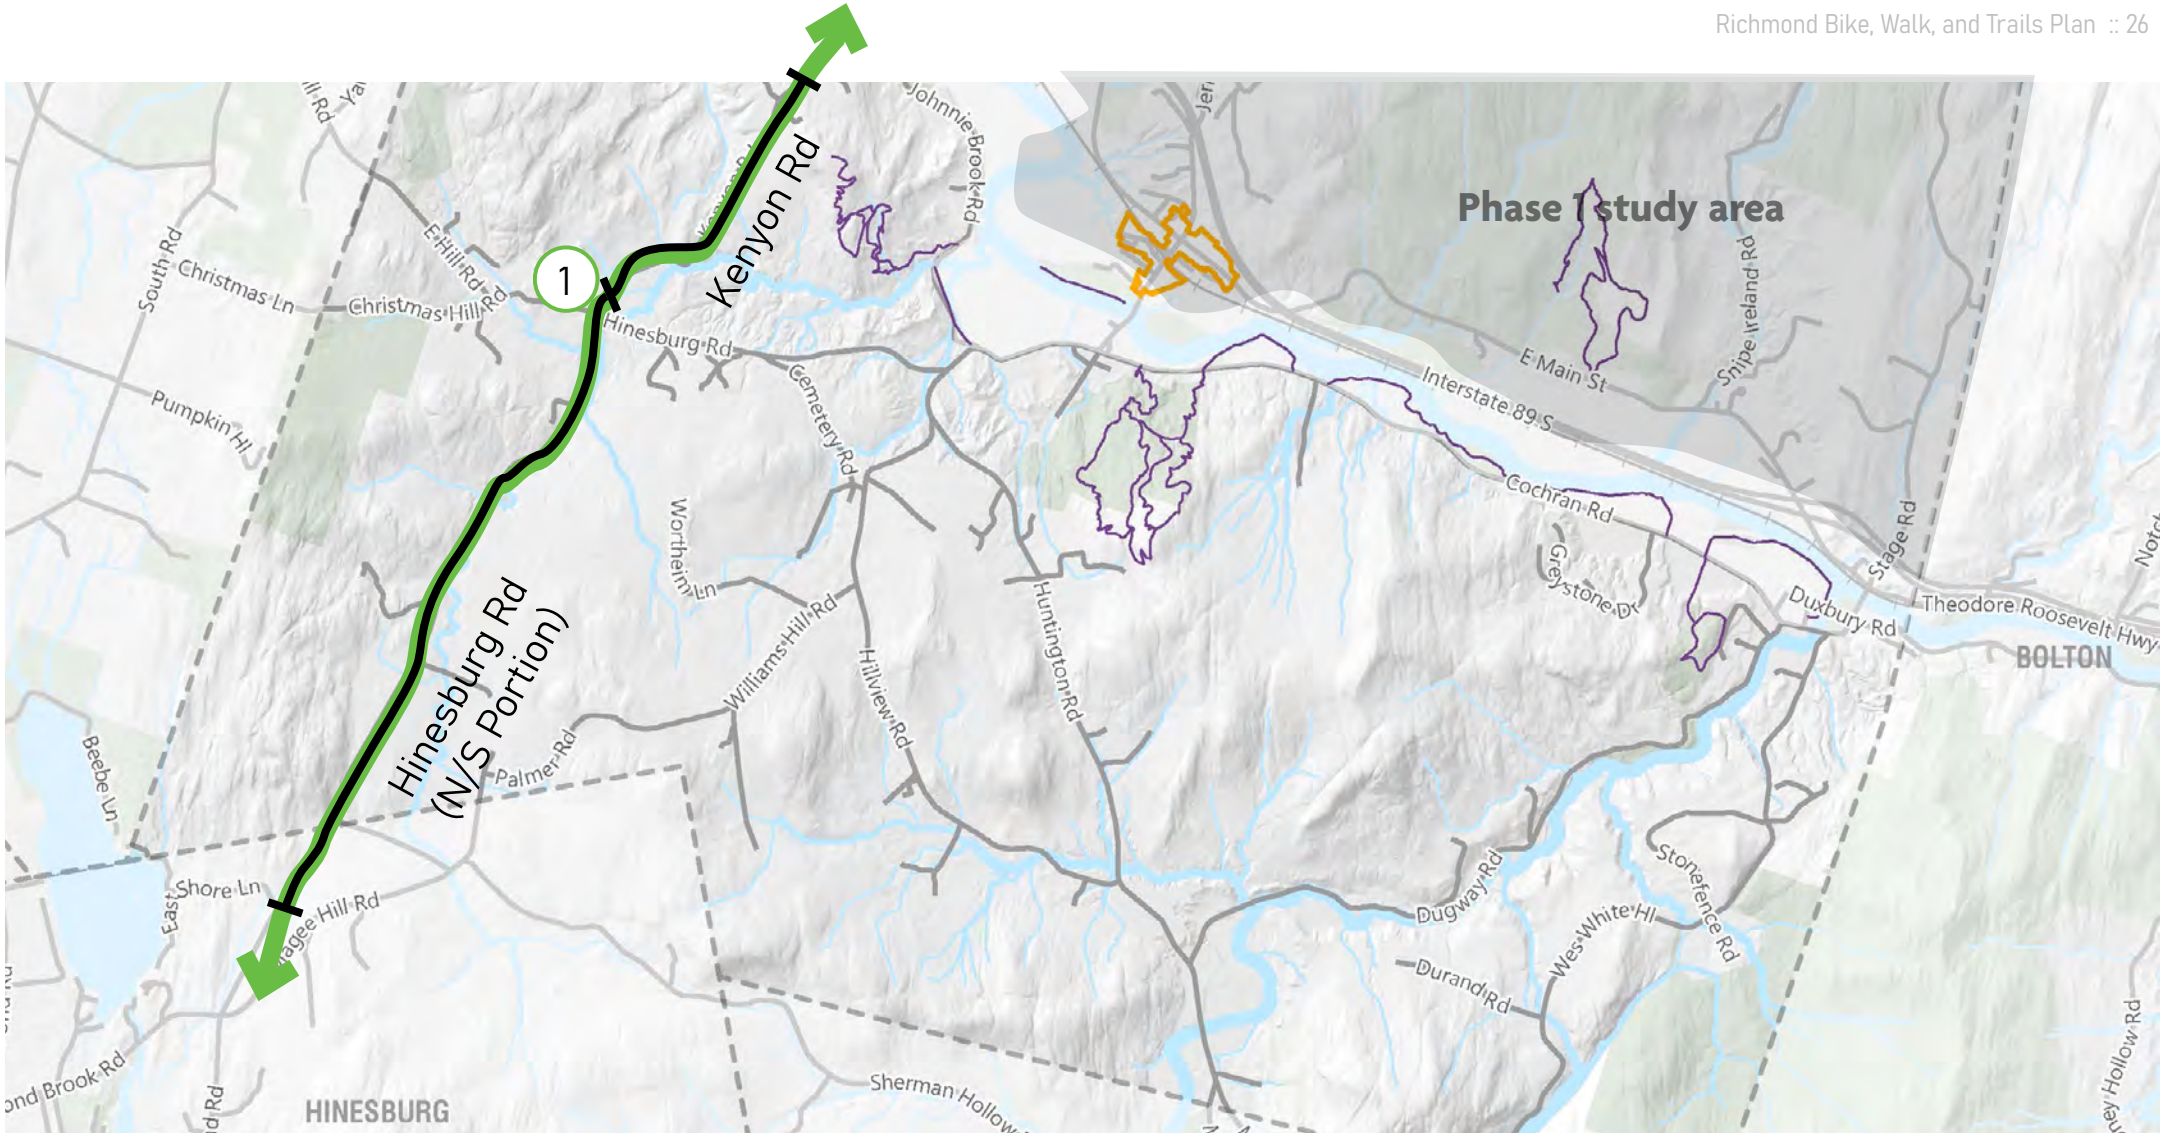 Richmond Bike, Walk, and Trails Plan :: 26
Johnnie Brook Rd
Kenyon Rd
Phase 1 study area
South Rd
E Hill Rd
Christmas Ln
Christmas Hill Rd
1
Hinesburg Rd
Snipe Ireland Rd
E Main St
Interstate 89 S
Pumpkin Hl
Cemetery Rd
Cochran Rd
Wortheim Ln
Greystone Dr
Stage Rd
Duxbury Rd
Theodore Roosevelt Hwy
BOLTON
Huntington Rd
Williams Hill Rd
Hillview Rd
Hinesburg Rd
(N/S Portion)
Palmer Rd
Beebe Ln
East Shore Ln
Dugway Rd
Stonefence Rd
Wes White Hl
Durand Rd
Sherman Hollow
HINESBURG